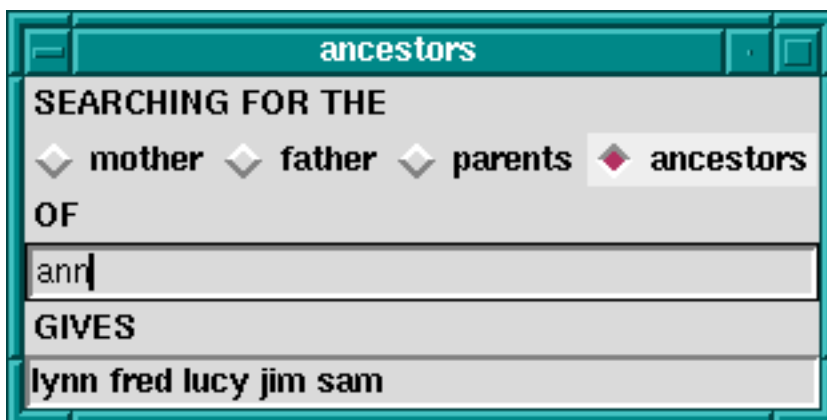 ancestors
SEARCHING FOR THE
mother father parents ancestors
OF
ann
GIVES
lynn fred lucy jim sam